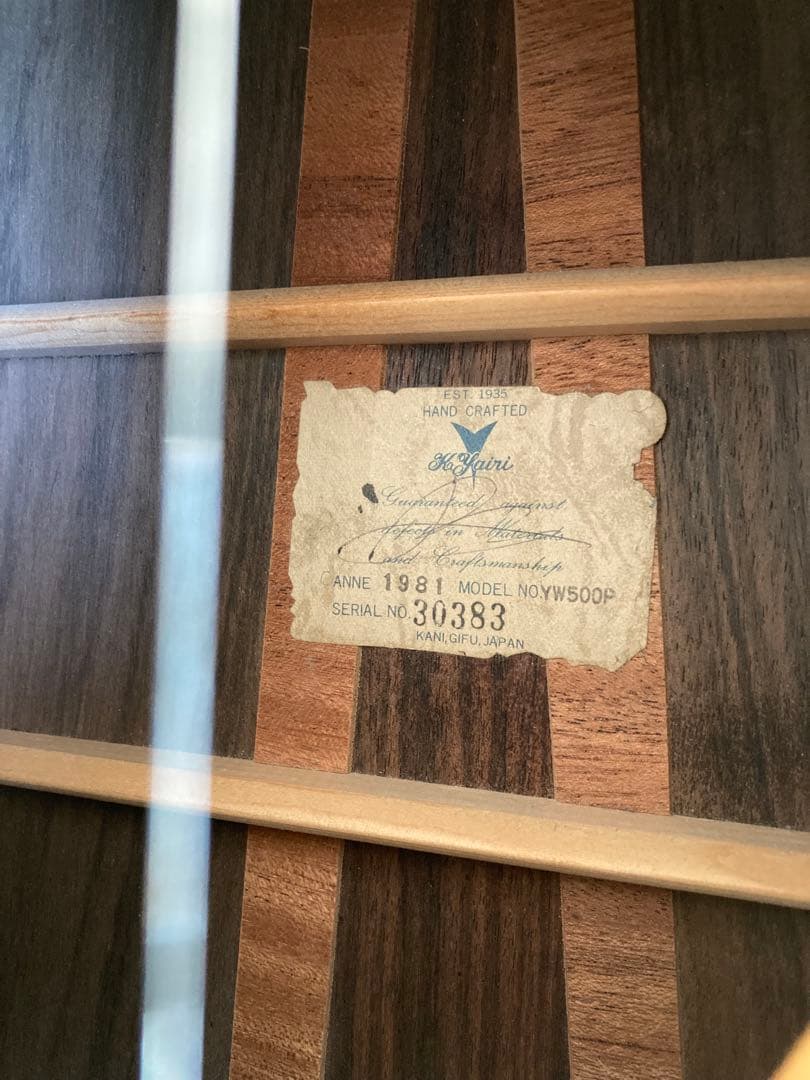 EST. 1935
HAND CRAFTED
K.Yairi
Guaranteed against
defects in Materials
and Craftsmanship
ANNE 1981 MODEL NO. YW500P
SERIAL NO. 30383
KANI, GIFU, JAPAN